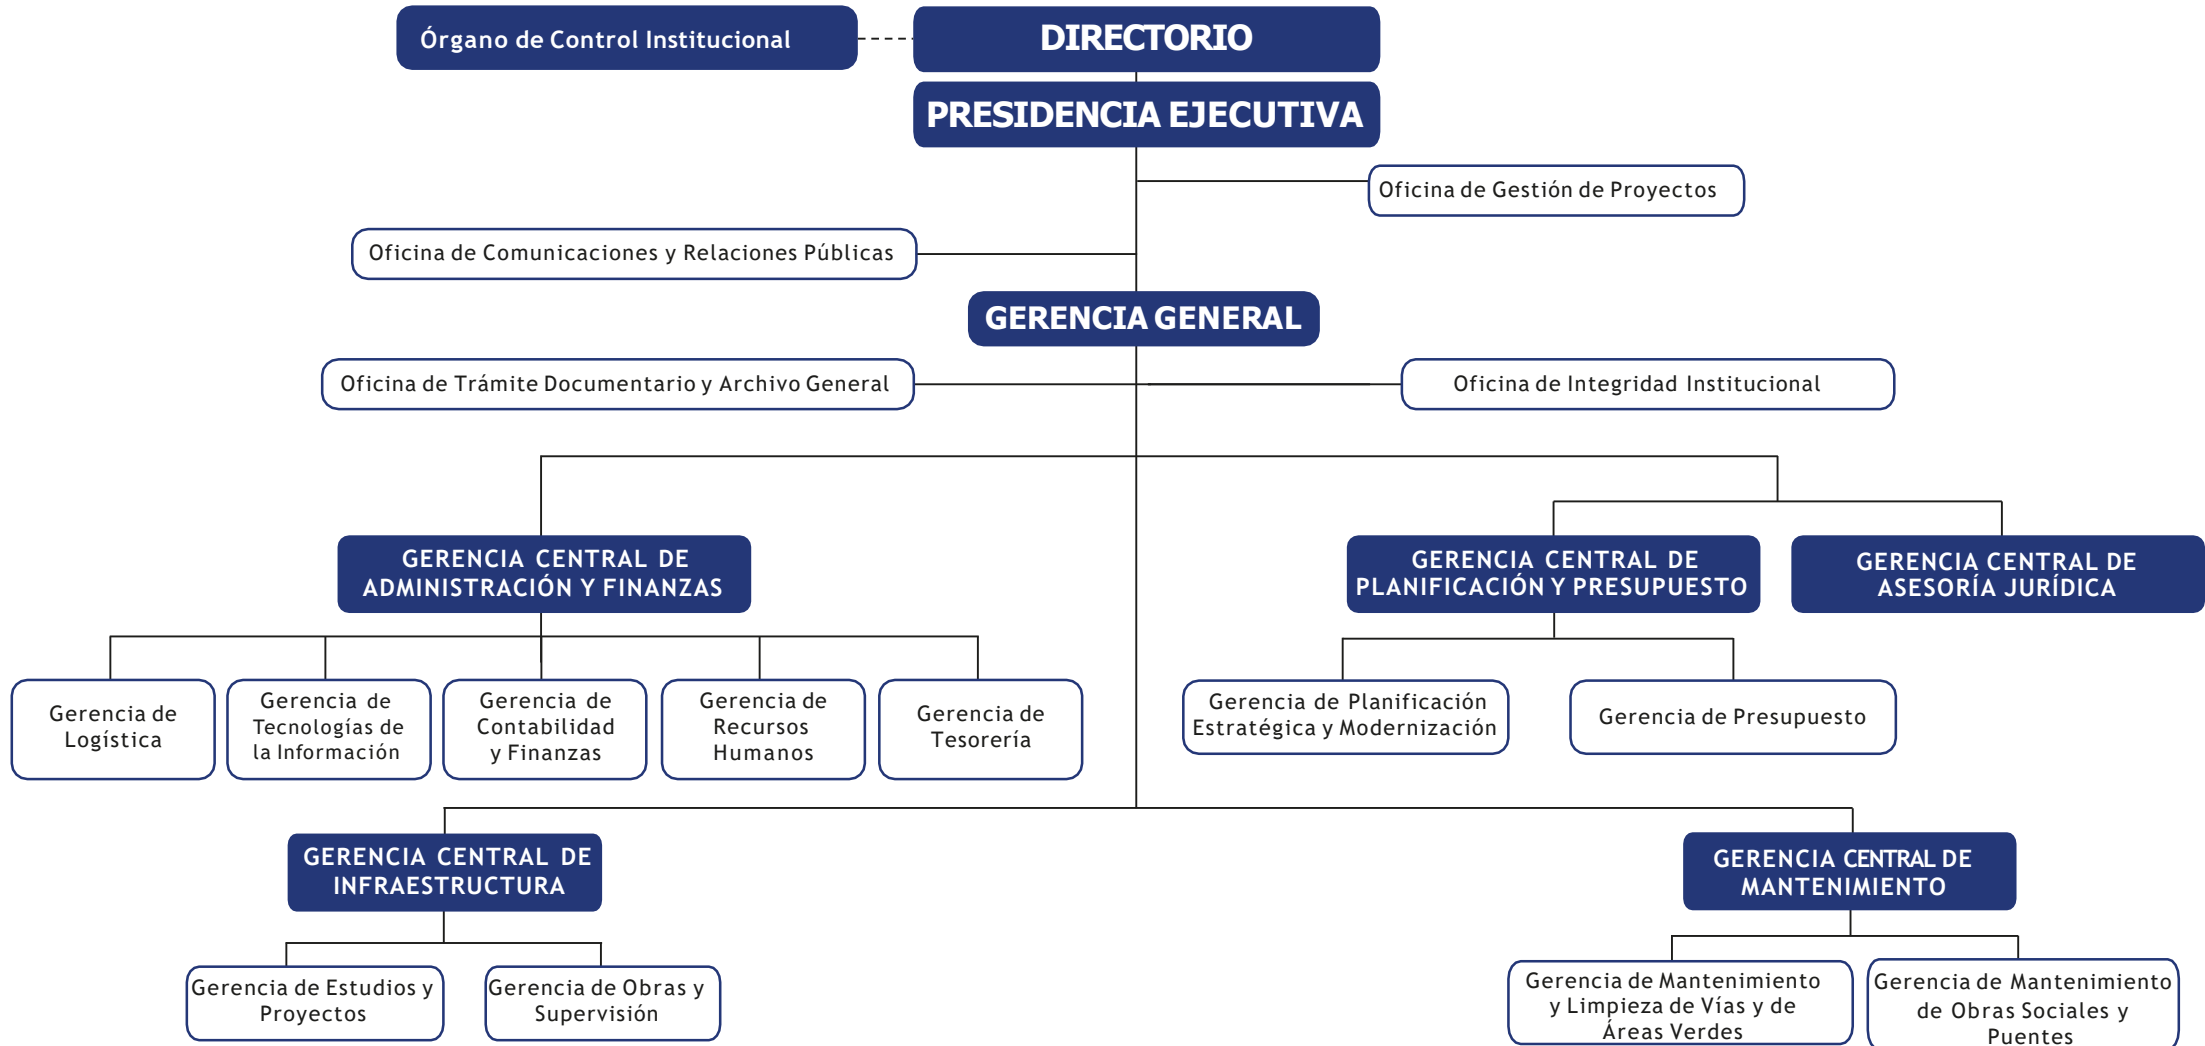 Órgano de Control Institucional
DIRECTORIO
PRESIDENCIA EJECUTIVA
Oficina de Gestión de Proyectos
Oficina de Comunicaciones y Relaciones Públicas
GERENCIA GENERAL
Oficina de Trámite Documentario y Archivo General
Oficina de Integridad Institucional
GERENCIA CENTRAL DE
ADMINISTRACIÓN Y FINANZAS
GERENCIA CENTRAL DE
PLANIFICACIÓN Y PRESUPUESTO
GERENCIA CENTRAL DE
ASESORÍA JURÍDICA
Gerencia de
Logística
Gerencia de
Tecnologías de
la Información
Gerencia de
Contabilidad
y Finanzas
Gerencia de
Recursos
Humanos
Gerencia de
Tesorería
Gerencia de Planificación
Estratégica y Modernización
Gerencia de Presupuesto
GERENCIA CENTRAL DE
INFRAESTRUCTURA
GERENCIA CENTRAL DE
MANTENIMIENTO
Gerencia de Estudios y
Proyectos
Gerencia de Obras y
Supervisión
Gerencia de Mantenimiento
y Limpieza de Vías y de
Áreas Verdes
Gerencia de Mantenimiento
de Obras Sociales y
Puentes